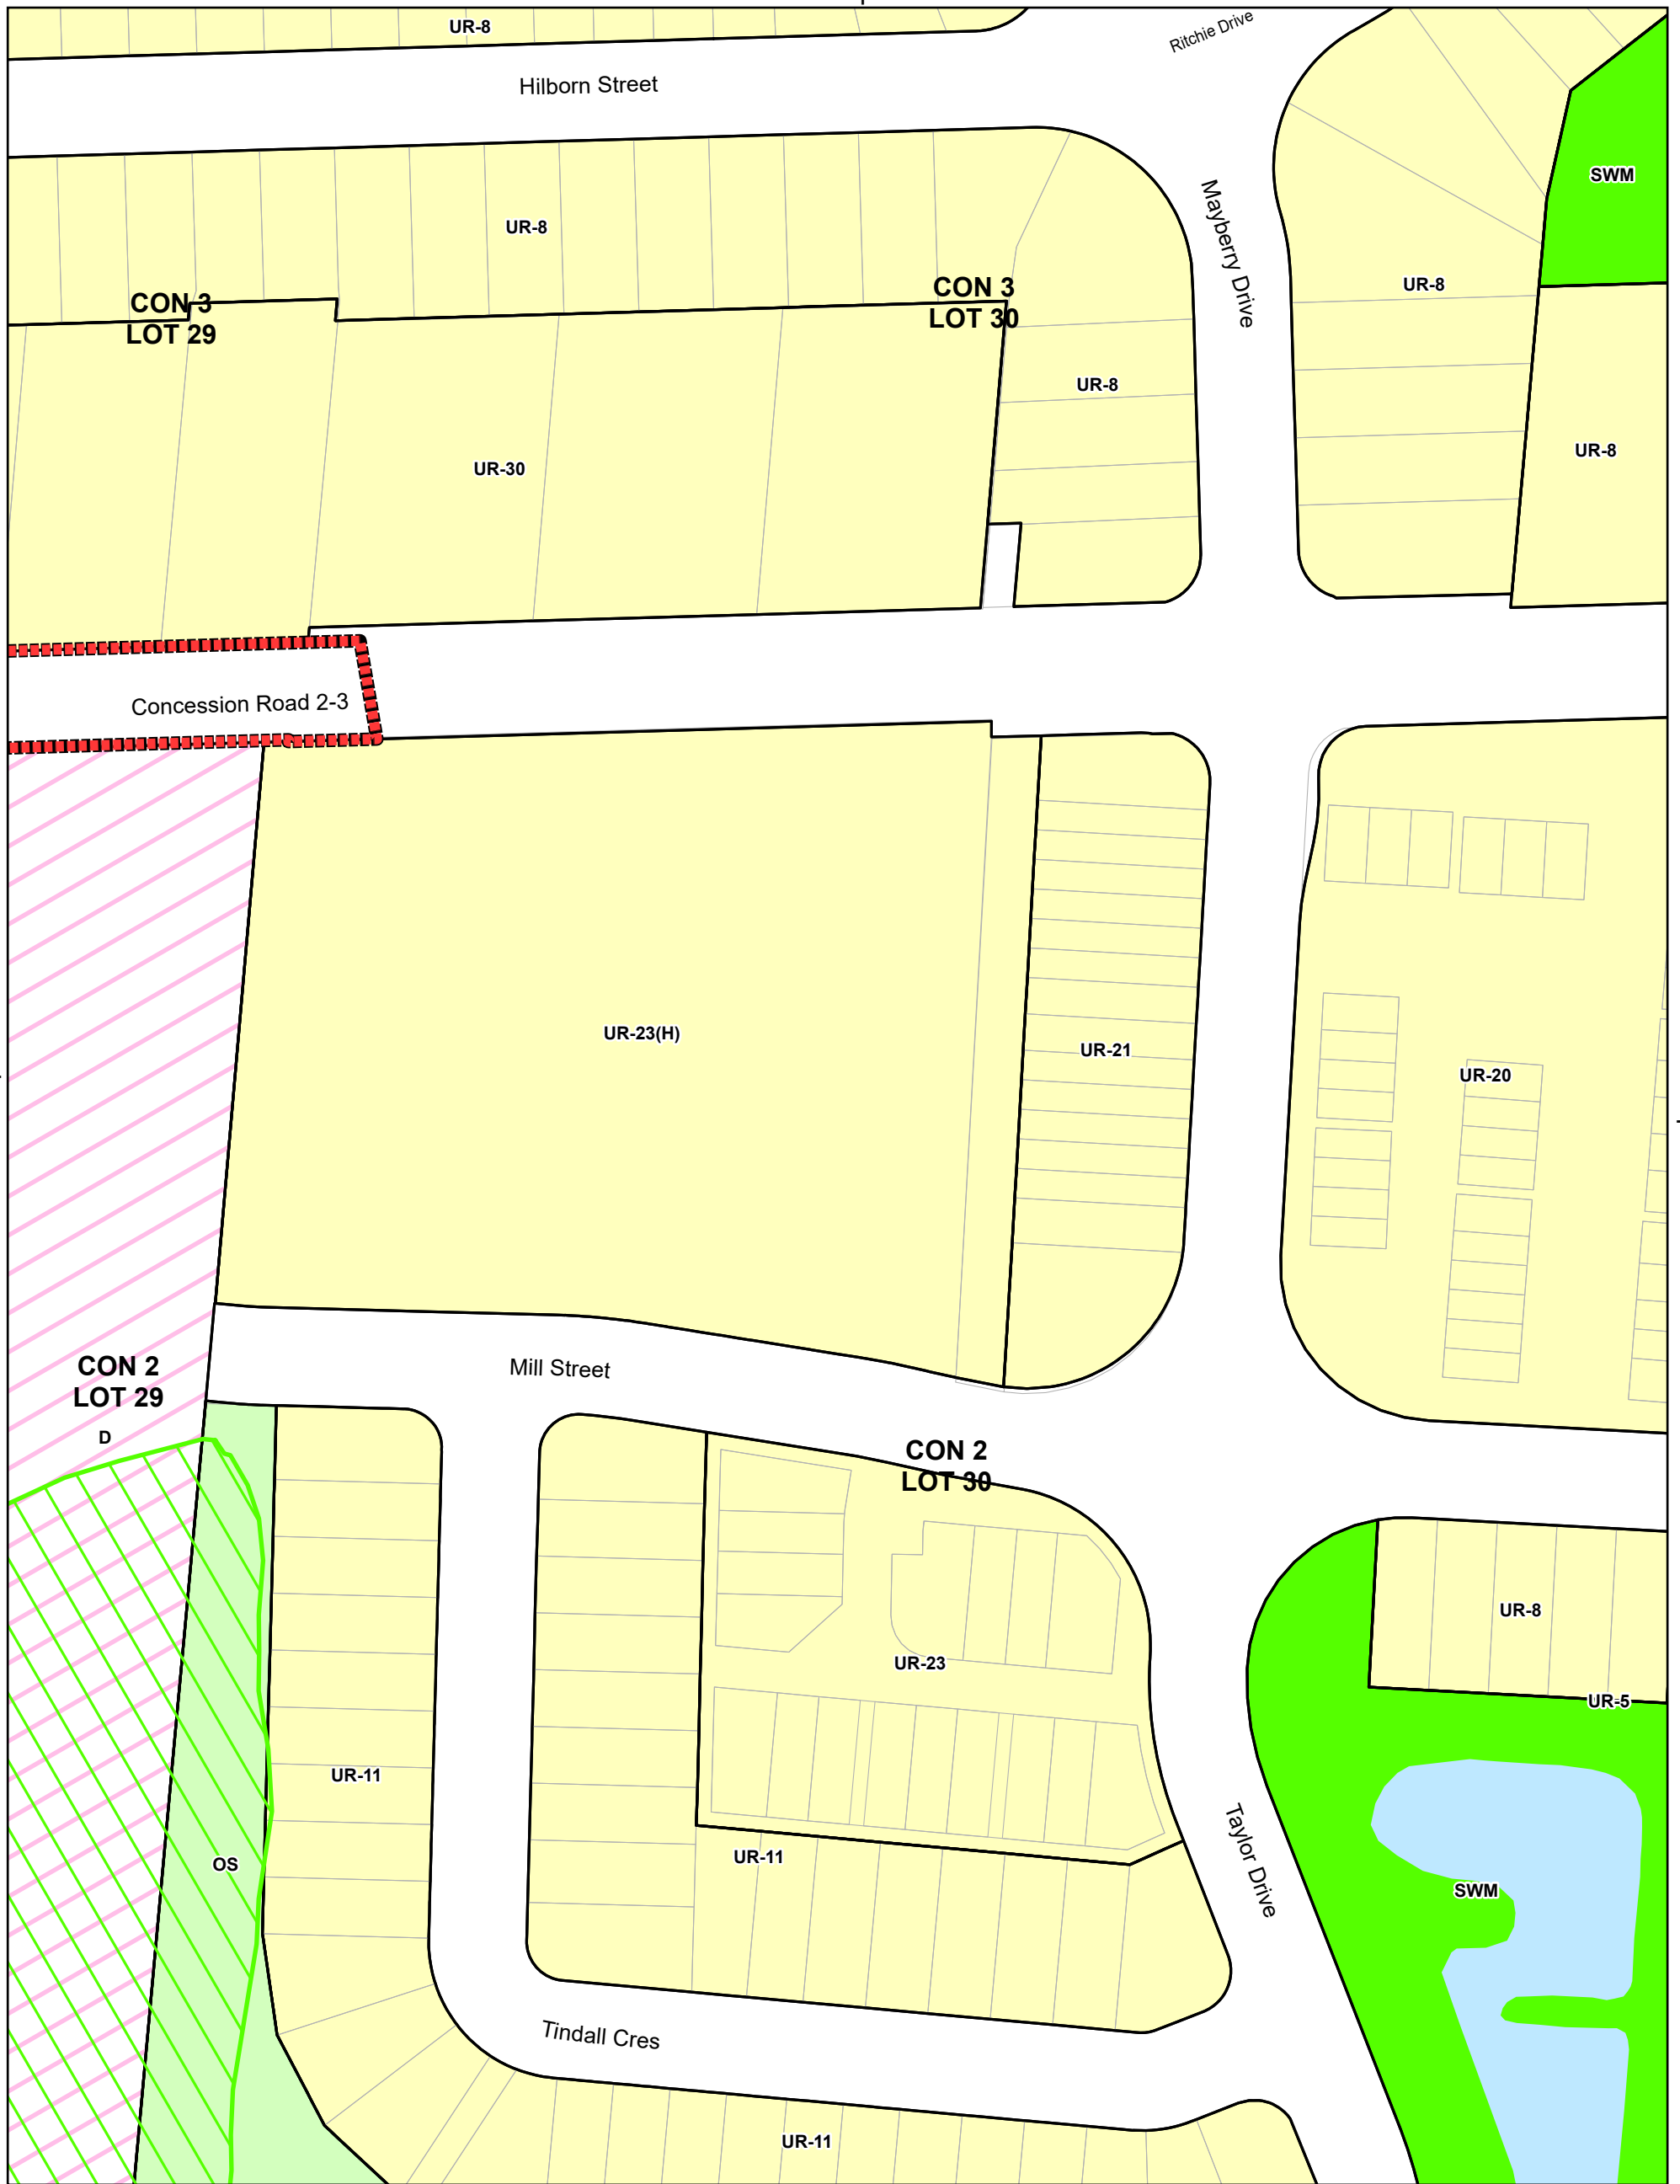 UR-8
Ritchie Drive
Hilborn Street
SWM
UR-8
Mayberry Drive
UR-8
CON 3
LOT 29
CON 3
LOT 30
UR-8
UR-8
UR-30
Concession Road 2-3
UR-23(H)
UR-21
UR-20
CON 2
LOT 29
Mill Street
D
CON 2
LOT 30
UR-8
UR-23
UR-5
UR-11
UR-11
OS
Taylor Drive
SWM
Tindall Cres
UR-11